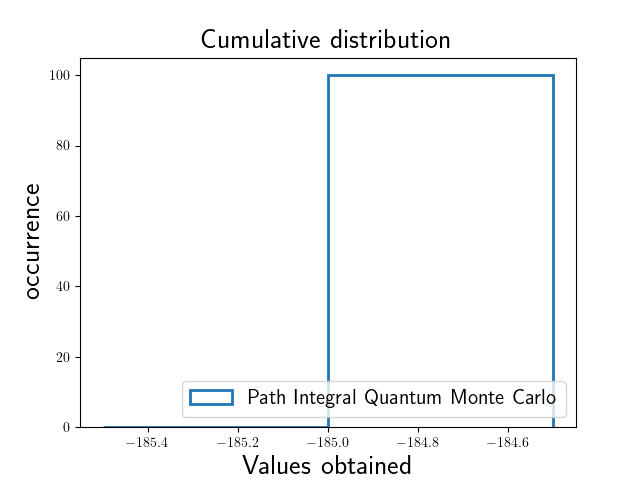 Cumulative distribution
occurrence
100
80
60
40
20
0
−185.4 −185.2 −185.0 −184.8 −184.6
Values obtained
Path Integral Quantum Monte Carlo